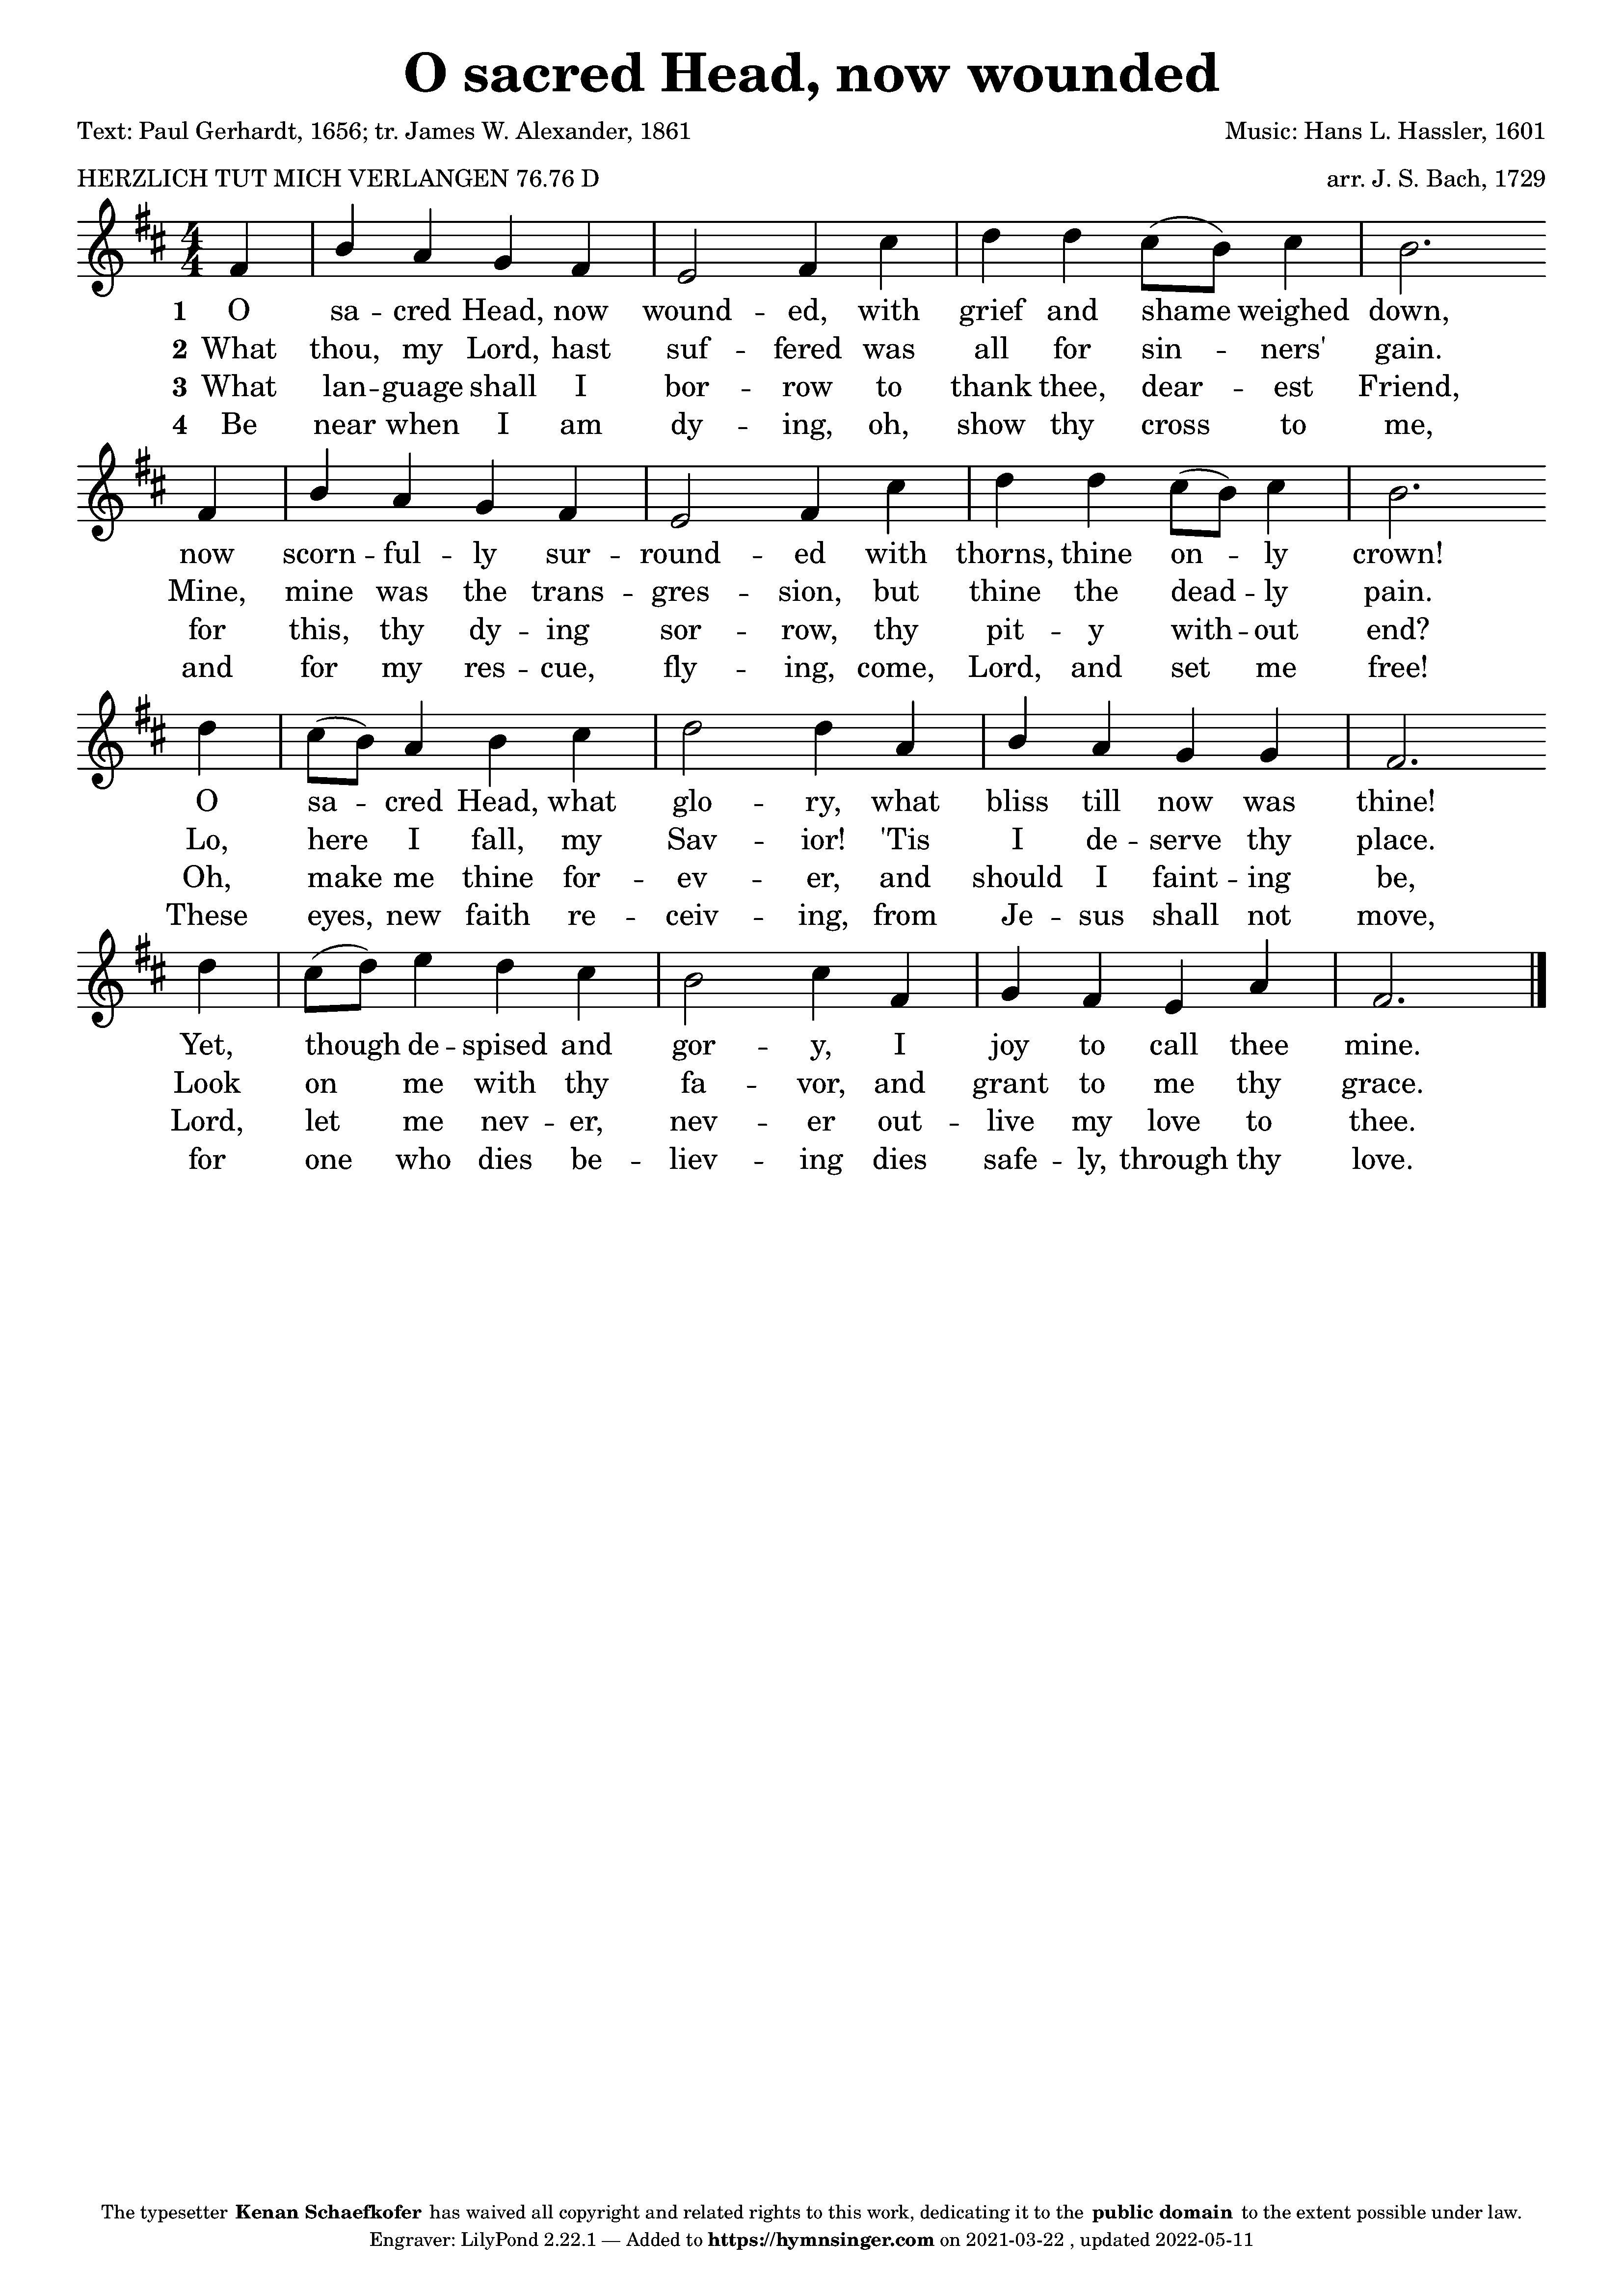 O sacred Head, now wounded
Text: Paul Gerhardt, 1656; tr. James W. Alexander, 1861 Music: Hans L. Hassler, 1601
HERZLICH TUT MICH VERLANGEN 76.76 D arr. J. S. Bach, 1729
1 O sa - cred Head, now wound - ed, with grief and shame weighed down,
2 What thou, my Lord, hast suf - fered was all for sin - ners' gain.
3 What lan - guage shall I bor - row to thank thee, dear - est Friend,
4 Be near when I am dy - ing, oh, show thy cross to me,
now scorn - ful - ly sur - round - ed with thorns, thine on - ly crown!
Mine, mine was the trans - gres - sion, but thine the dead - ly pain.
for this, thy dy - ing sor - row, thy pit - y with - out end?
and for my res - cue, fly - ing, come, Lord, and set me free!
O sa - cred Head, what glo - ry, what bliss till now was thine!
Lo, here I fall, my Sav - ior! 'Tis I de - serve thy place.
Oh, make me thine for - ev - er, and should I faint - ing be,
These eyes, new faith re - ceiv - ing, from Je - sus shall not move,
Yet, though de - spised and gor - y, I joy to call thee mine.
Look on me with thy fa - vor, and grant to me thy grace.
Lord, let me nev - er, nev - er out - live my love to thee.
for one who dies be - liev - ing dies safe - ly, through thy love.
The typesetter Kenan Schaefkofer has waived all copyright and related rights to this work, dedicating it to the public domain to the extent possible under law.
Engraver: LilyPond 2.22.1 — Added to https://hymnsinger.com on 2021-03-22 , updated 2022-05-11